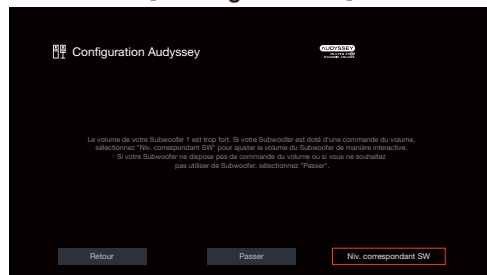 Configuration Audyssey
AUDYSSEY
DYNAMIC VOLUME
Le volume de votre Subwoofer 1 est trop fort. Si votre Subwoofer est doté d'une commande du volume,
sélectionnez "Niv. correspondant SW" pour ajuster le volume du Subwoofer de manière interactive.
Si votre Subwoofer ne dispose pas de commande du volume ou si vous ne souhaitez
pas utiliser de Subwoofer, sélectionnez "Passer".
Retour
Passer
Niv. correspondant SW